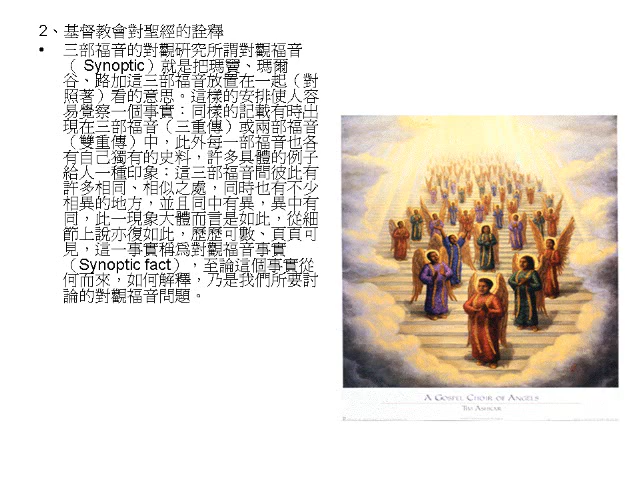 2、基督教會對聖經的詮釋
• 三部福音的對觀研究所謂對觀福音
（ Synoptic）就是把瑪竇、瑪爾
谷、路加這三部福音放置在一起（對
照著）看的意思。這樣的安排使人容
易覺察一個事實：同樣的記載有時出
現在三部福音（三重傳）或兩部福音
（雙重傳）中，此外每一部福音也各
有自己獨有的史料，許多具體的例子
給人一種印象：這三部福音間彼此有
許多相同、相似之處，同時也有不少
相異的地方，並且同中有異，異中有
同，此一現象大體而言是如此，從細
節上說亦復如此，歷歷可數、頁頁可
見，這一事實稱為對觀福音事實
（Synoptic fact），至論這個事實從
何而來，如何解釋，乃是我們所要討
論的對觀福音問題。
A GOSPEL CHOIR OF ANGELS
TIM ASHKAR